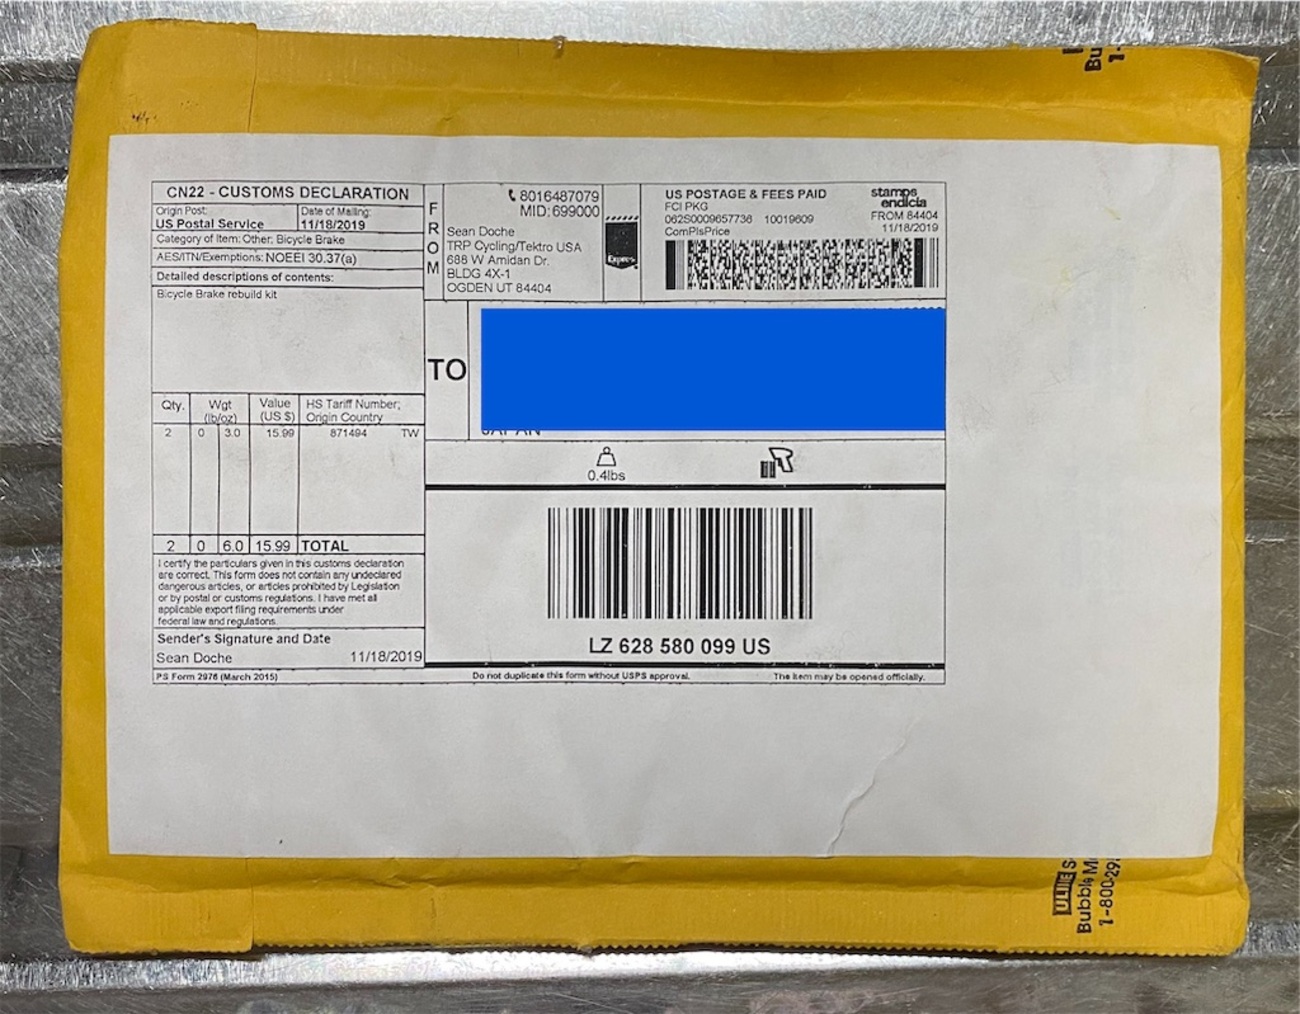 CN22 - CUSTOMS DECLARATION
Origin Post:
US Postal Service
Date of Mailing:
11/18/2019
Category of Item: Other: Bicycle Brake
AES/ITN/Exemptions: NOEEI 30.37(a)
Detailed descriptions of contents:
Bicycle Brake rebuild kit
Qty. Wgt (lb/oz) Value (US $) HS Tariff Number; Origin Country
2 0 3.0 15.99 871494 TW
2 0 6.0 15.99 TOTAL
I certify the particulars given in this customs declaration
are correct. This form does not contain any undeclared
dangerous articles, or articles prohibited by Legislation
or by postal or customs regulations. I have met all
applicable export filing requirements under
federal law and regulations.
Sender's Signature and Date
Sean Doche 11/18/2019
PS Form 2976 (March 2015)
FROM
8016487079
MID: 699000
Sean Doche
TRP Cycling/Tektro USA
688 W Amidan Dr.
BLDG 4X-1
OGDEN UT 84404
US POSTAGE & FEES PAID
FCI PKG
062S0009657736 10019609
ComPlsPrice
stamps
endicia
FROM 84404
11/18/2019
TO
0.4lbs
LZ 628 580 099 US
Do not duplicate this form without USPS approval.
The item may be opened officially.
Bu
1-
ULINE S
Bubble M
1-800-29